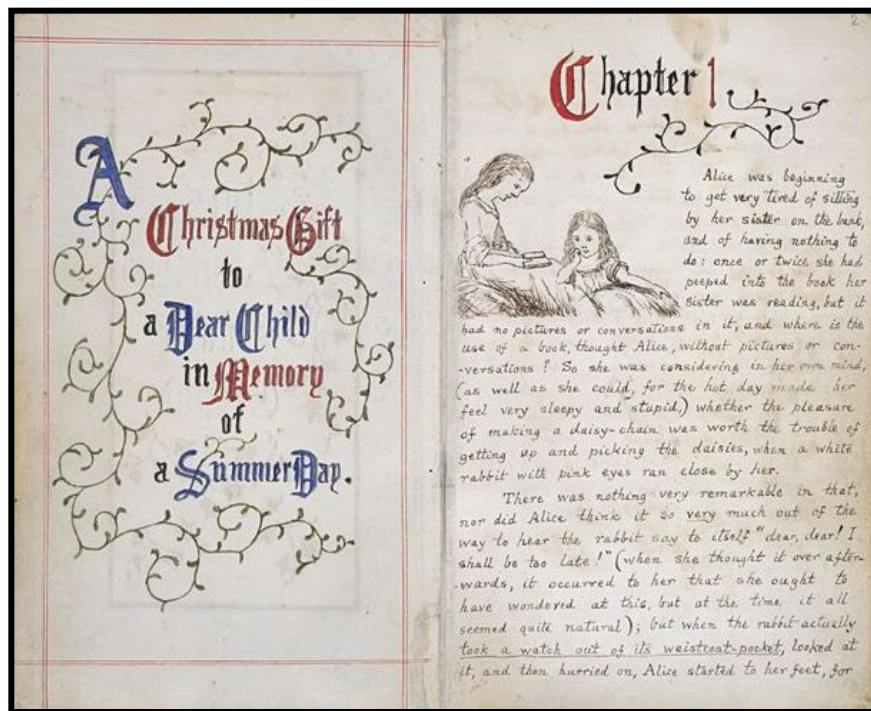 A
Christmas Gift
to
a Dear Child
in Memory
of
a Summer Day.
2
Chapter 1
Alice was beginning
to get very tired of sitting
by her sister on the bank,
and of having nothing to
do: once or twice she had
peeped into the book her
sister was reading, but it
had no pictures or conversations in it, and where is the
use of a book, thought Alice, without pictures or con-
-versations? So she was considering in her own mind,
(as well as she could, for the hot day made her
feel very sleepy and stupid,) whether the pleasure
of making a daisy-chain was worth the trouble of
getting up and picking the daisies, when a white
rabbit with pink eyes ran close by her.
There was nothing very remarkable in that,
nor did Alice think it so very much out of the
way to hear the rabbit say to itself "dear, dear! I
shall be too late!" (when she thought it over after-
-wards, it occurred to her that she ought to
have wondered at this, but at the time it all
seemed quite natural); but when the rabbit actually
took a watch out of its waistcoat-pocket, looked at
it, and then hurried on, Alice started to her feet, for